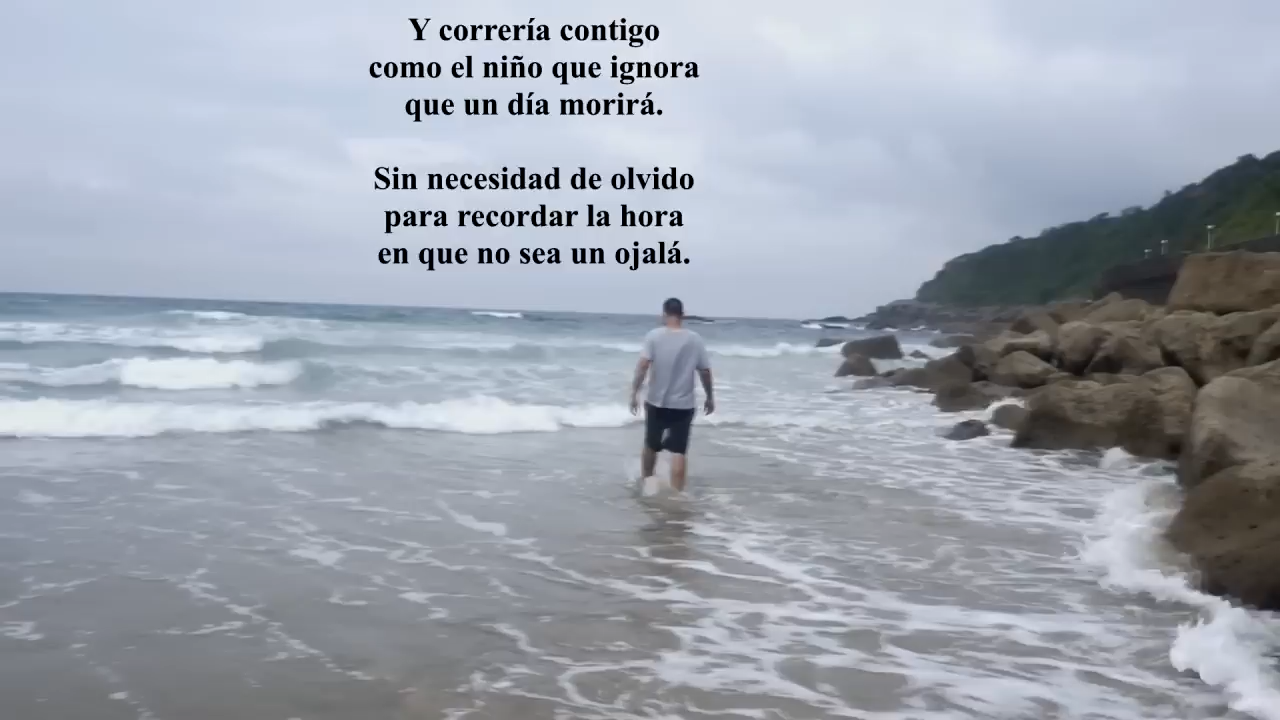 Y correría contigo
como el niño que ignora
que un día morirá.
Sin necesidad de olvido
para recordar la hora
en que no sea un ojalá.